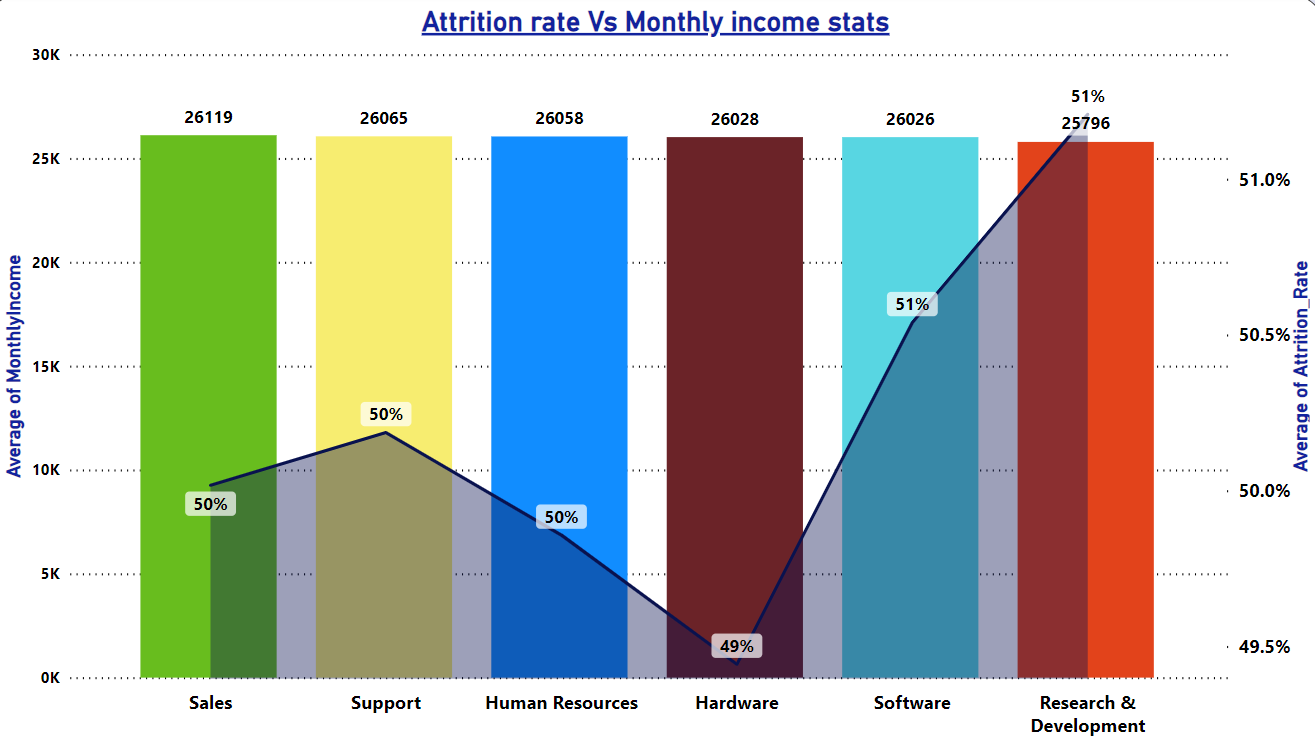 Attrition rate Vs Monthly income stats
30K
25K
20K
15K
10K
5K
0K
Average of MonthlyIncome
26119
26065
26058
26028
26026
51%
25796
50%
50%
50%
49%
51%
51.0%
50.5%
50.0%
49.5%
Average of Attrition_Rate
Sales
Support
Human Resources
Hardware
Software
Research &
Development